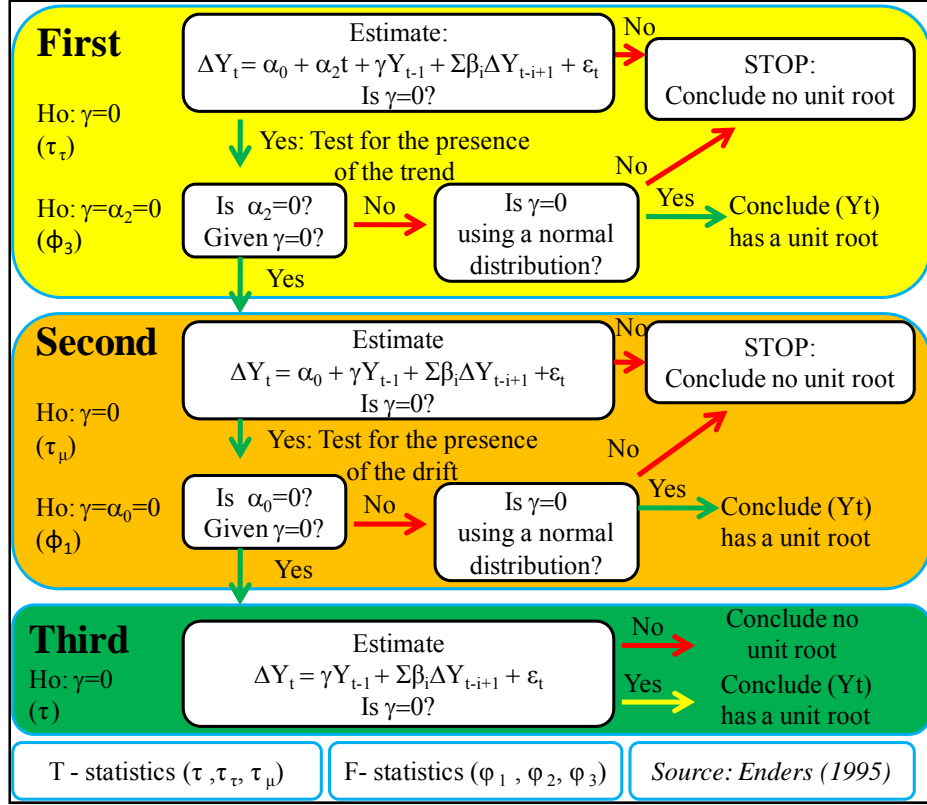 First
Estimate:
ΔYₜ = α₀ + α₂t + γYₜ₋₁ + ΣβᵢΔYₜ₋ᵢ₊₁ + εₜ
Is γ=0?
No
STOP:
Conclude no unit root
Ho: γ=0
(τ_τ)
Yes: Test for the presence
of the trend
Ho: γ=α₂=0
(ϕ₃)
Is α₂=0?
Given γ=0?
No
Is γ=0
using a normal
distribution?
No
Yes
Conclude (Yt)
has a unit root
Yes
Second
Estimate
ΔYₜ = α₀ + γYₜ₋₁ + ΣβᵢΔYₜ₋ᵢ₊₁ +εₜ
Is γ=0?
No
STOP:
Conclude no unit root
Ho: γ=0
(τ_μ)
Yes: Test for the presence
of the drift
Ho: γ=α₀=0
(ϕ₁)
Is α₀=0?
Given γ=0?
No
Is γ=0
using a normal
distribution?
No
Yes
Conclude (Yt)
has a unit root
Yes
Third
Ho: γ=0
(τ)
Estimate
ΔYₜ = γYₜ₋₁ + ΣβᵢΔYₜ₋ᵢ₊₁ + εₜ
Is γ=0?
No
Conclude no
unit root
Yes
Conclude (Yt)
has a unit root
T - statistics (τ ,τ_τ, τ_μ)
F- statistics (φ₁ , φ₂, φ₃)
Source: Enders (1995)